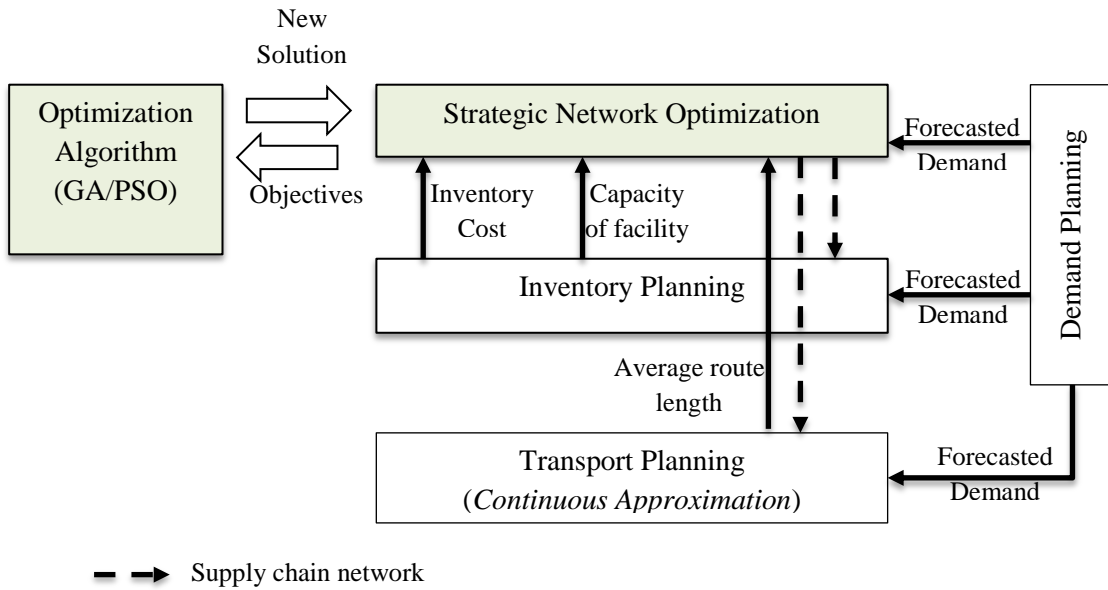 New
Solution
Optimization
Algorithm
(GA/PSO)
Objectives
Strategic Network Optimization
Forecasted
Demand
Inventory
Cost
Capacity
of facility
Inventory Planning
Forecasted
Demand
Demand Planning
Average route
length
Transport Planning
(Continuous Approximation)
Forecasted
Demand
Supply chain network